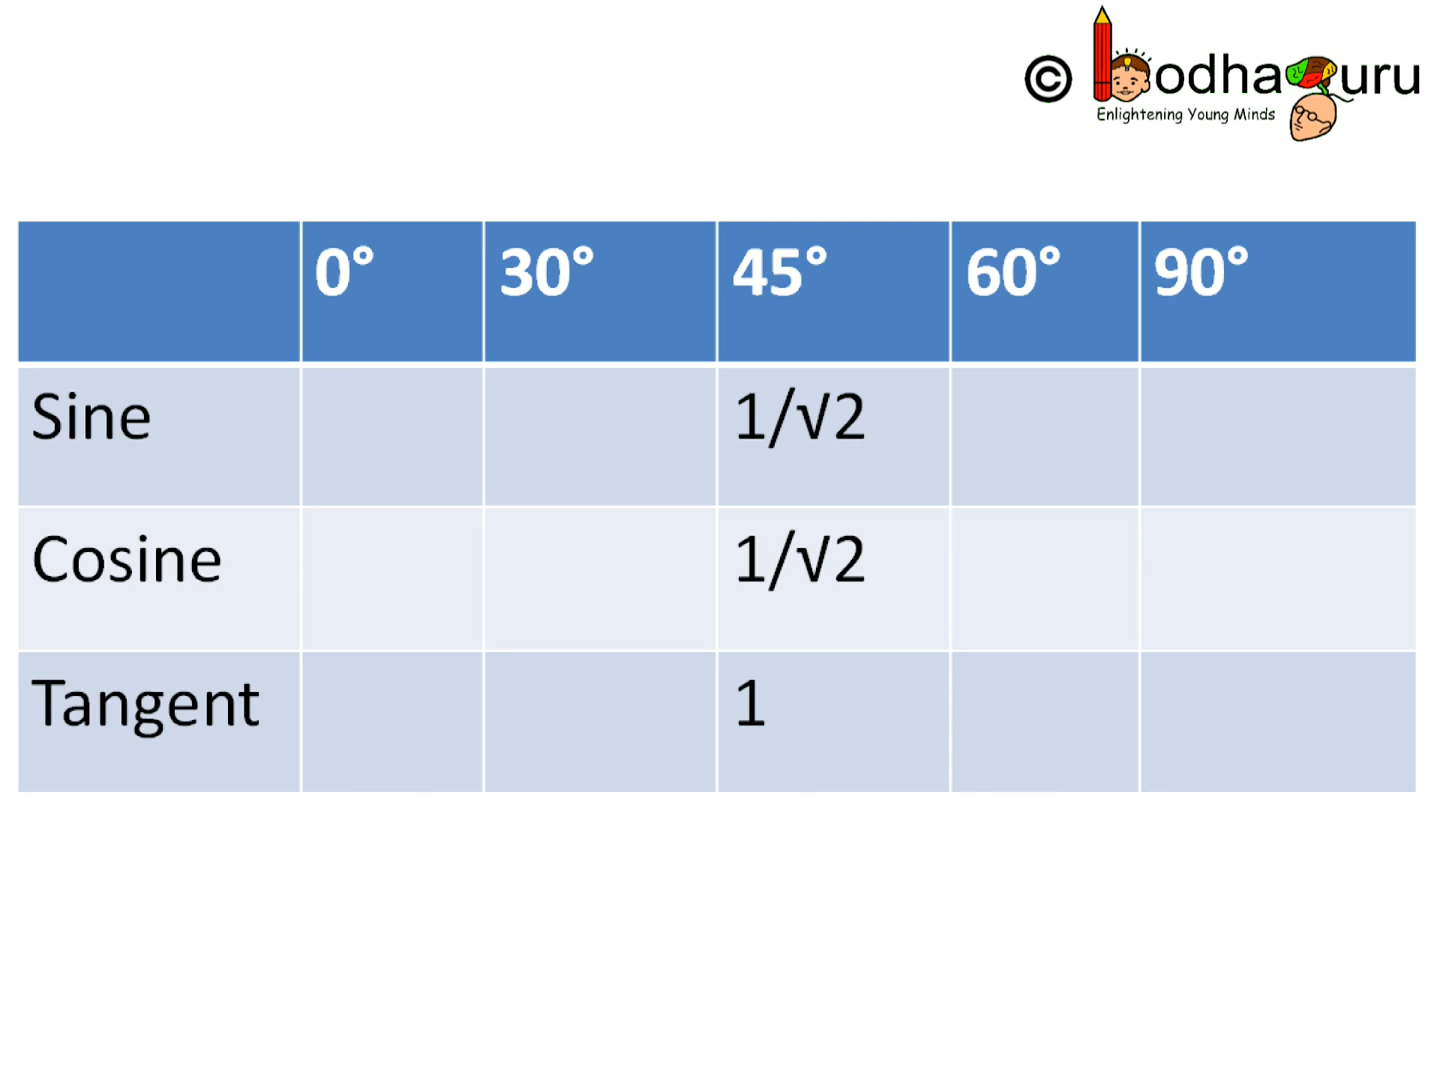 © bodhaguru
Enlightening Young Minds
0° 30° 45° 60° 90°
Sine 1/√2
Cosine 1/√2
Tangent 1